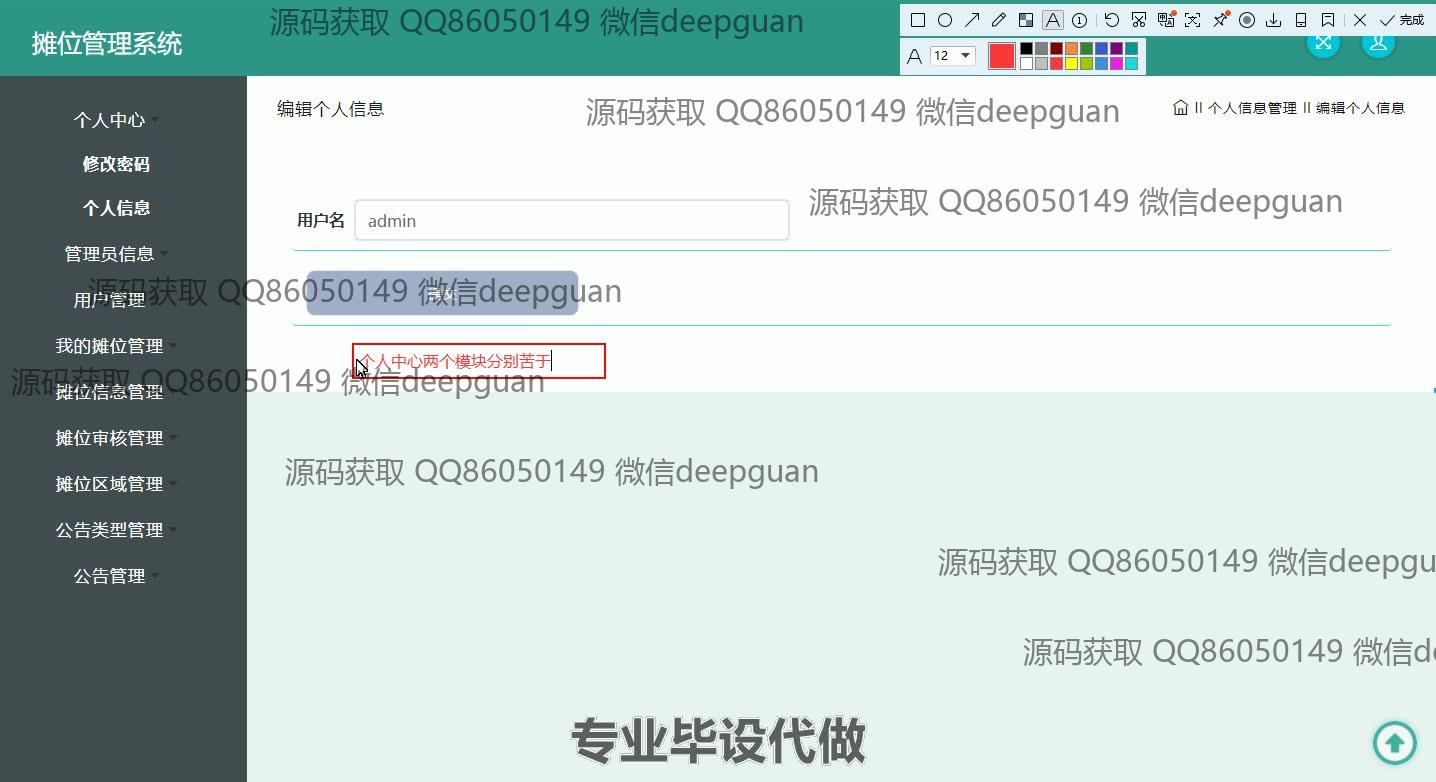 源码获取 QQ86050149 微信deepguan
12
完成
摊位管理系统
编辑个人信息
源码获取 QQ86050149 微信deepguan
II 个人信息管理 II 编辑个人信息
个人中心
修改密码
个人信息
管理员信息
用户管理
我的摊位管理
摊位信息管理
摊位审核管理
摊位区域管理
公告类型管理
公告管理
源码获取 QQ86050149 微信deepguan
用户名
admin
源码获取 QQ86050149 微信deepguan
个人中心两个模块分别苦于
源码获取 QQ86050149 微信deepguan
源码获取 QQ86050149 微信deepguan
源码获取 QQ86050149 微信deepgu
源码获取 QQ86050149 微信de
专业毕设代做